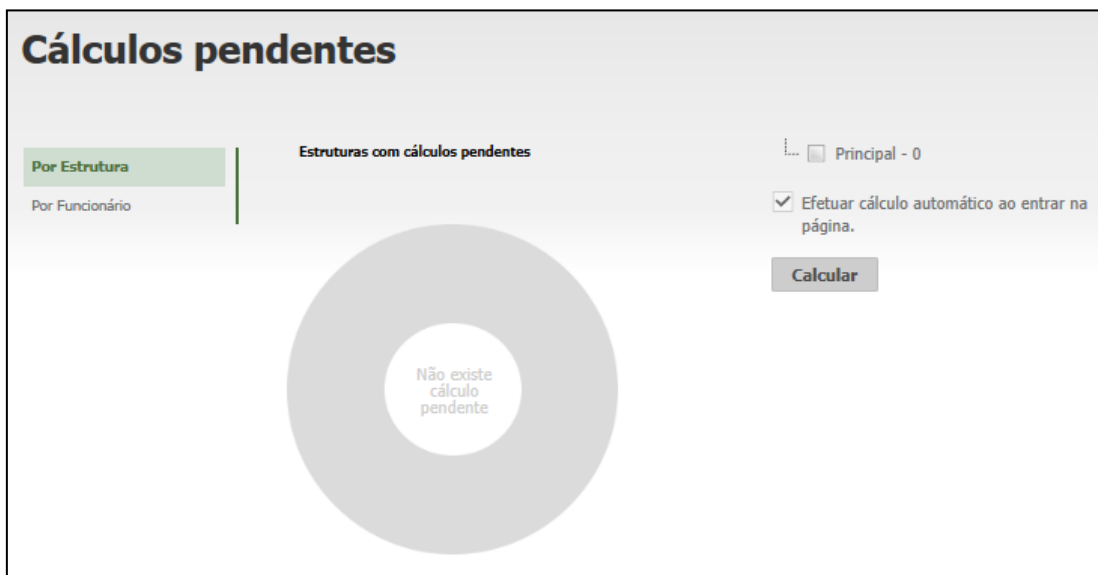 Cálculos pendentes
Por Estrutura
Por Funcionário
Estruturas com cálculos pendentes
Não existe
cálculo
pendente
Principal - 0
Efetuar cálculo automático ao entrar na
página.
Calcular